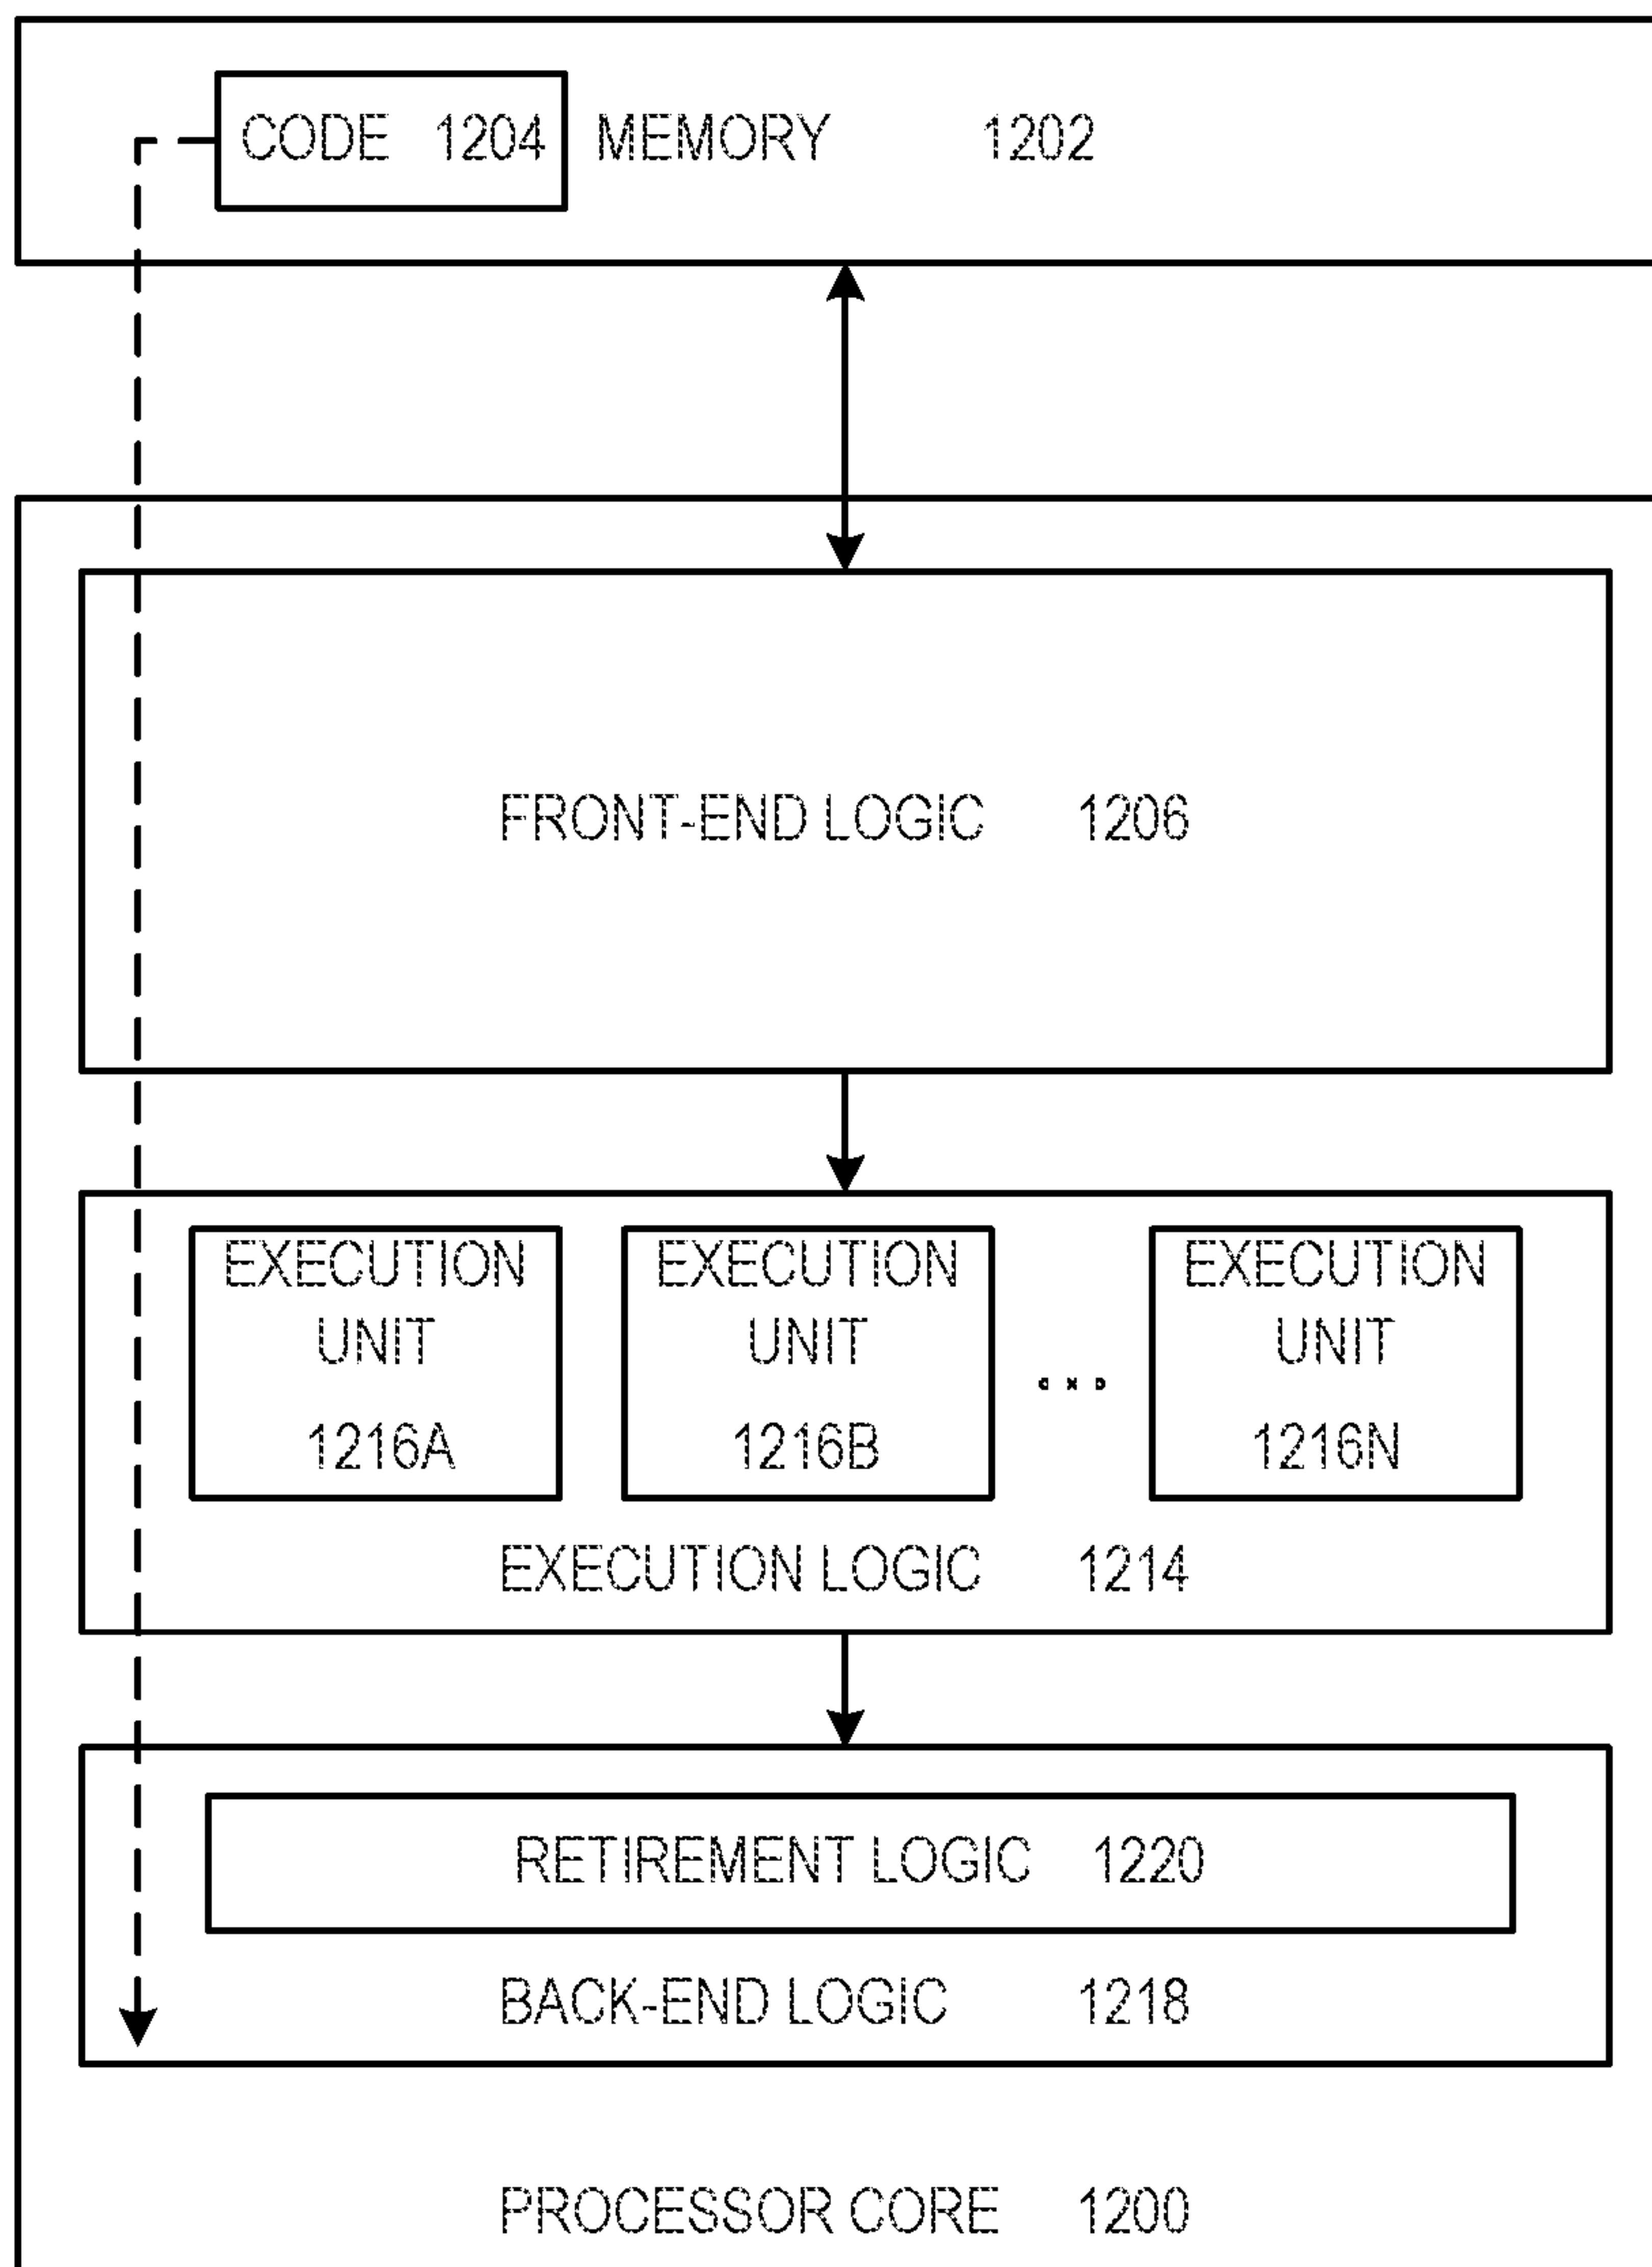 CODE 1204 MEMORY 1202
FRONT-END LOGIC 1206
EXECUTION
UNIT
1216A
EXECUTION
UNIT
1216B
...
EXECUTION
UNIT
1216N
EXECUTION LOGIC 1214
RETIREMENT LOGIC 1220
BACK-END LOGIC 1218
PROCESSOR CORE 1200